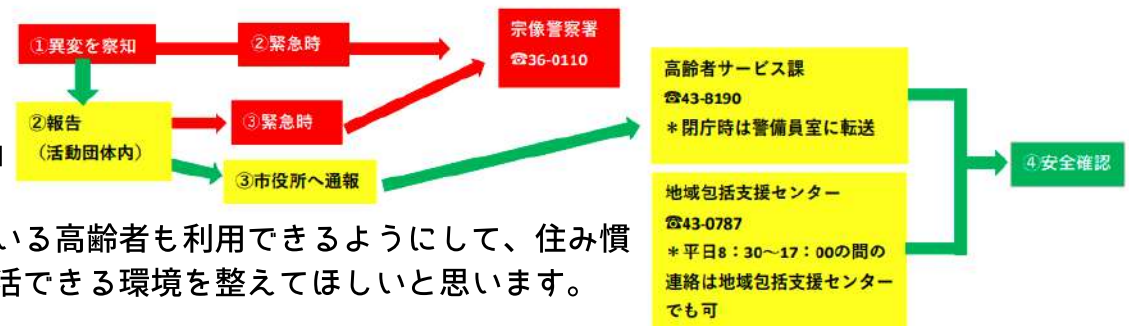 ①異変を察知
②緊急時
宗像警察署
☎36-0110
②報告
（活動団体内）
③緊急時
③市役所へ通報
高齢者サービス課
☎43-8190
＊閉庁時は警備員室に転送
地域包括支援センター
☎43-0787
＊平日8：30～17：00の間の
連絡は地域包括支援センター
でも可
④安全確認
いる高齢者も利用できるようにして、住み慣
活できる環境を整えてほしいと思います。